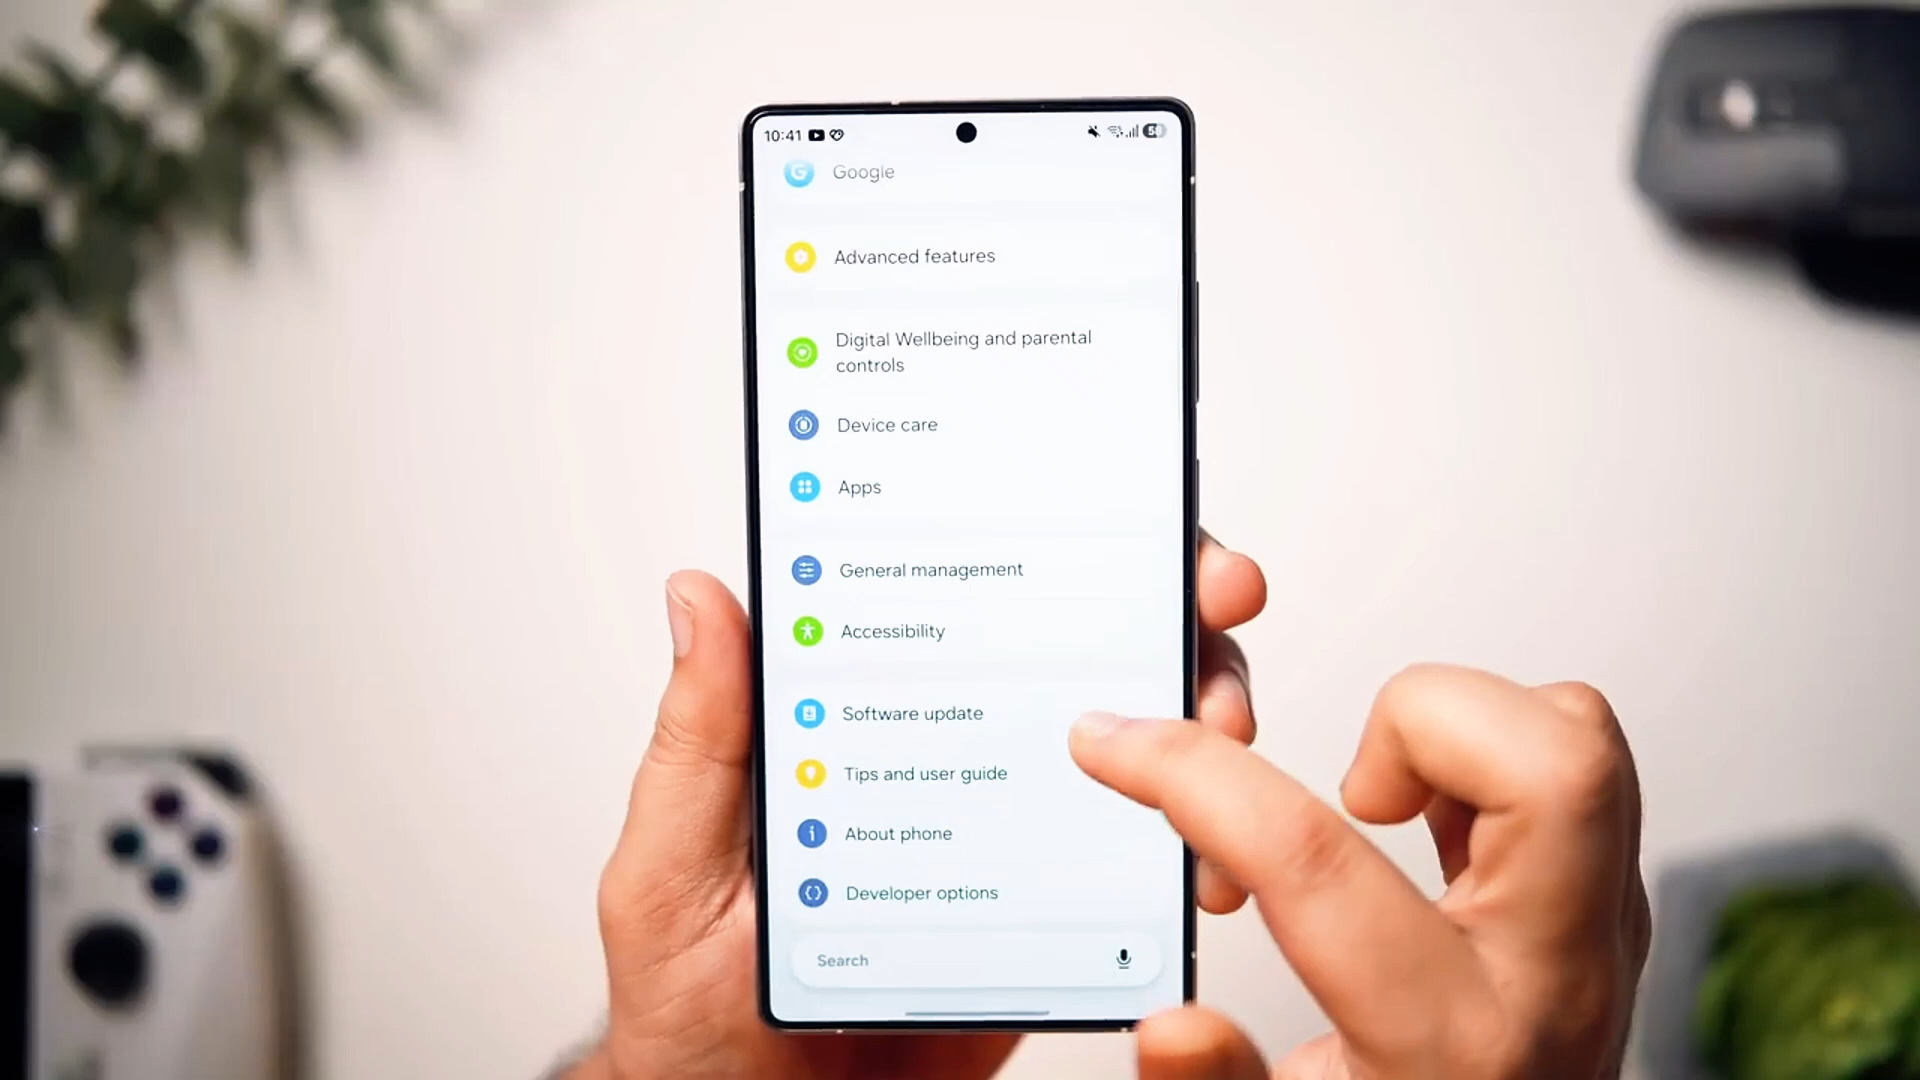 10:41
Google
Advanced features
Digital Wellbeing and parental
controls
Device care
Apps
General management
Accessibility
Software update
Tips and user guide
About phone
Developer options
Search